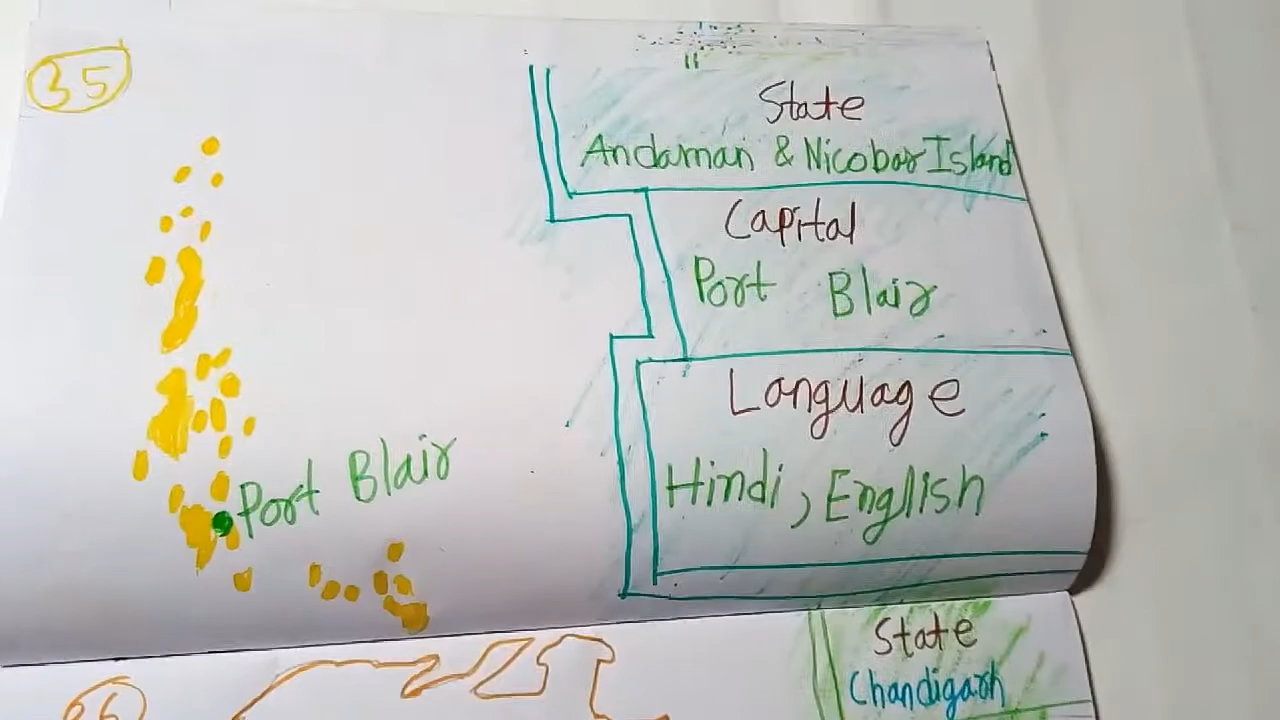 35
State
Andaman & Nicobar Island
Capital
Port Blair
Language
Hindi, English
Port Blair
State
Chandigarh